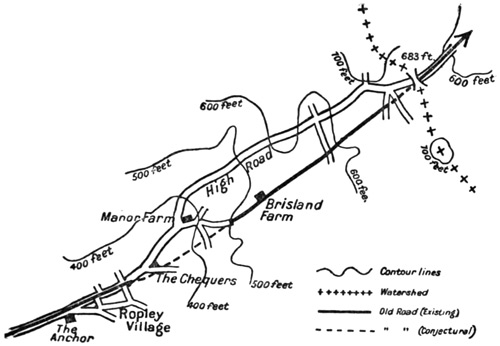 700 feet
683 ft.
600 feet
600 feet
500 feet
High Road
600 fee.
Brisland
Farm
Manor Farm
700 feet
400 feet
The Chequers
500 feet
400 feet
Ropley
Village
The
Anchor
Contour lines
Watershed
Old Road (Existing)
" " (Conjectural)